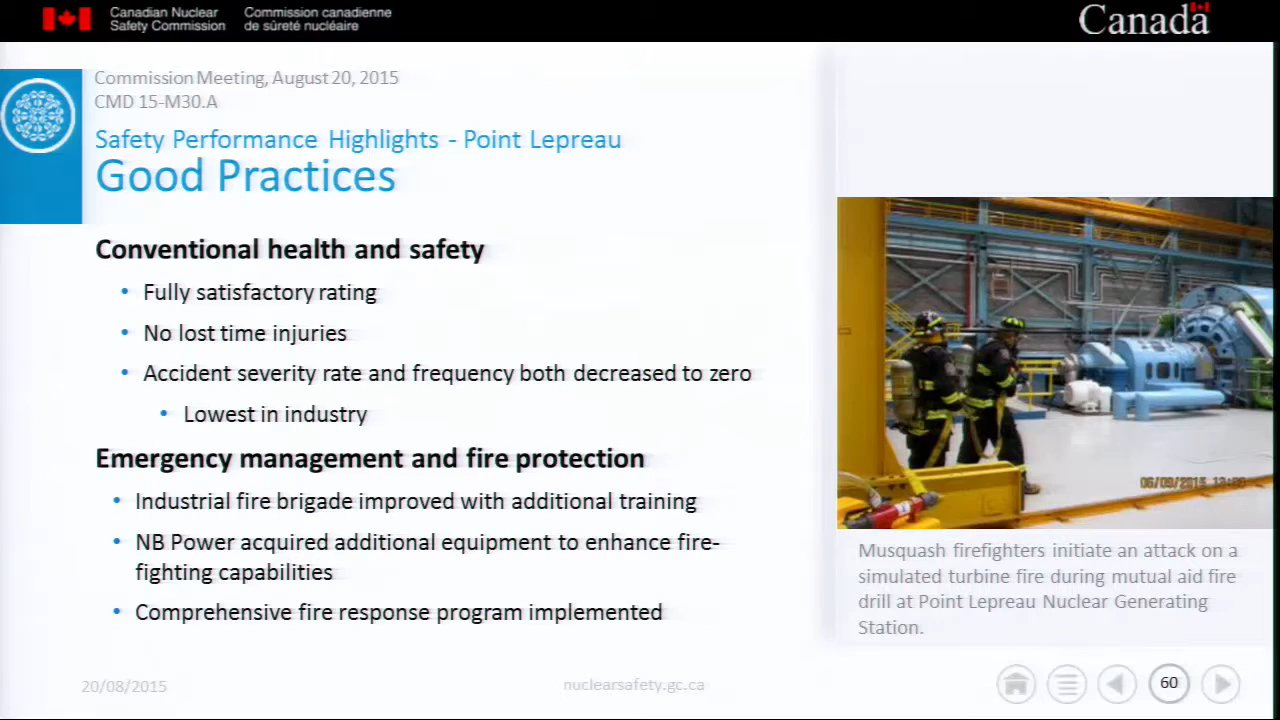 Canadian Nuclear
Safety Commission
Commission canadienne
de sûreté nucléaire
Canada
Commission Meeting, August 20, 2015
CMD 15-M30.A
Safety Performance Highlights - Point Lepreau
Good Practices
Conventional health and safety
• Fully satisfactory rating
• No lost time injuries
• Accident severity rate and frequency both decreased to zero
• Lowest in industry
Emergency management and fire protection
• Industrial fire brigade improved with additional training
• NB Power acquired additional equipment to enhance fire-
fighting capabilities
• Comprehensive fire response program implemented
06/09/2015
Musquash firefighters initiate an attack on a
simulated turbine fire during mutual aid fire
drill at Point Lepreau Nuclear Generating
Station.
20/08/2015
nuclearsafety.gc.ca
60